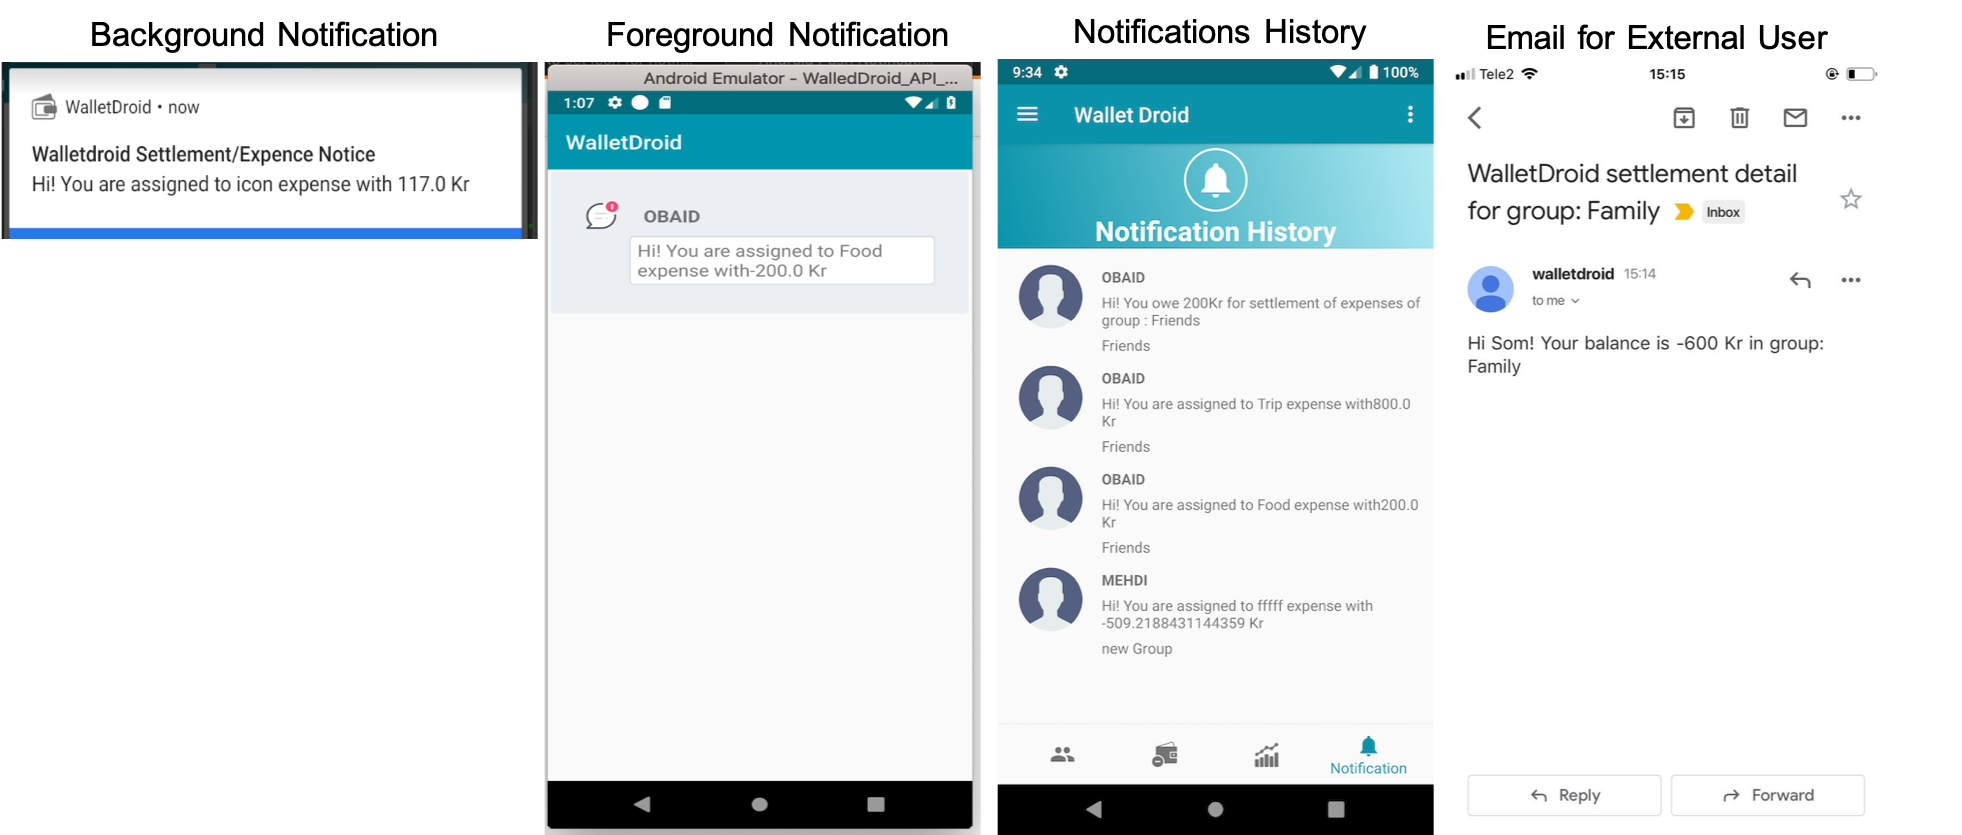 Background Notification
WalletDroid • now
Walletdroid Settlement/Expence Notice
Hi! You are assigned to icon expense with 117.0 Kr
Foreground Notification
Android Emulator - WalledDroid_API_...
1:07
WalletDroid
OBAID
Hi! You are assigned to Food
expense with-200.0 Kr
Notifications History
9:34
100%
Wallet Droid
Notification History
OBAID
Hi! You owe 200Kr for settlement of expenses of
group : Friends
Friends
OBAID
Hi! You are assigned to Trip expense with800.0
Kr
Friends
OBAID
Hi! You are assigned to Food expense with200.0
Kr
Friends
MEHDI
Hi! You are assigned to fffff expense with
-509.2188431144359 Kr
new Group
Notification
Email for External User
Tele2
15:15
WalletDroid settlement detail
for group: Family Inbox
walletdroid 15:14
to me
Hi Som! Your balance is -600 Kr in group:
Family
Reply
Forward